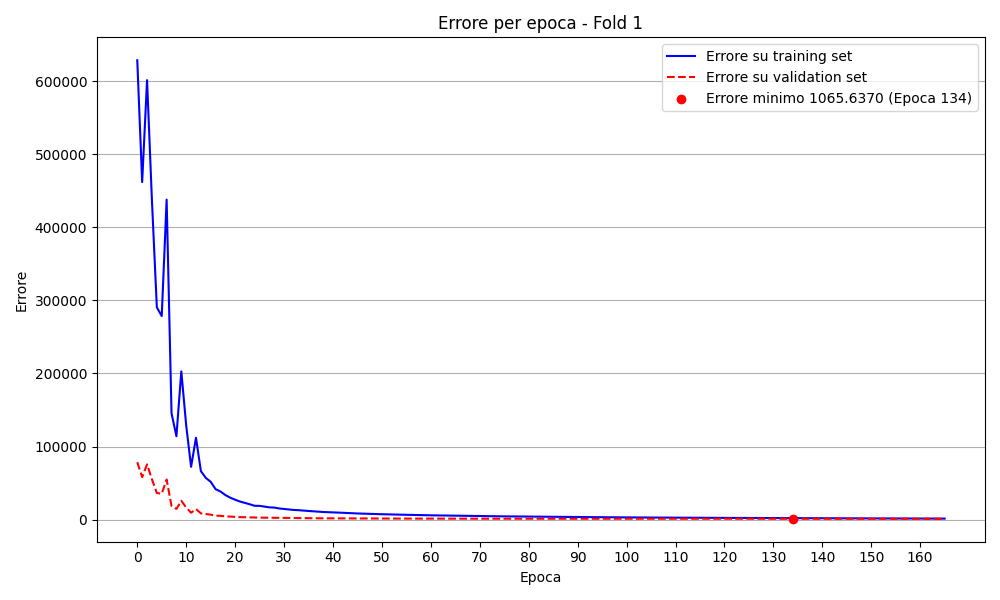 Errore per epoca - Fold 1
Errore su training set
Errore su validation set
Errore minimo 1065.6370 (Epoca 134)
Errore
600000
500000
400000
300000
200000
100000
0
0 10 20 30 40 50 60 70 80 90 100 110 120 130 140 150 160
Epoca